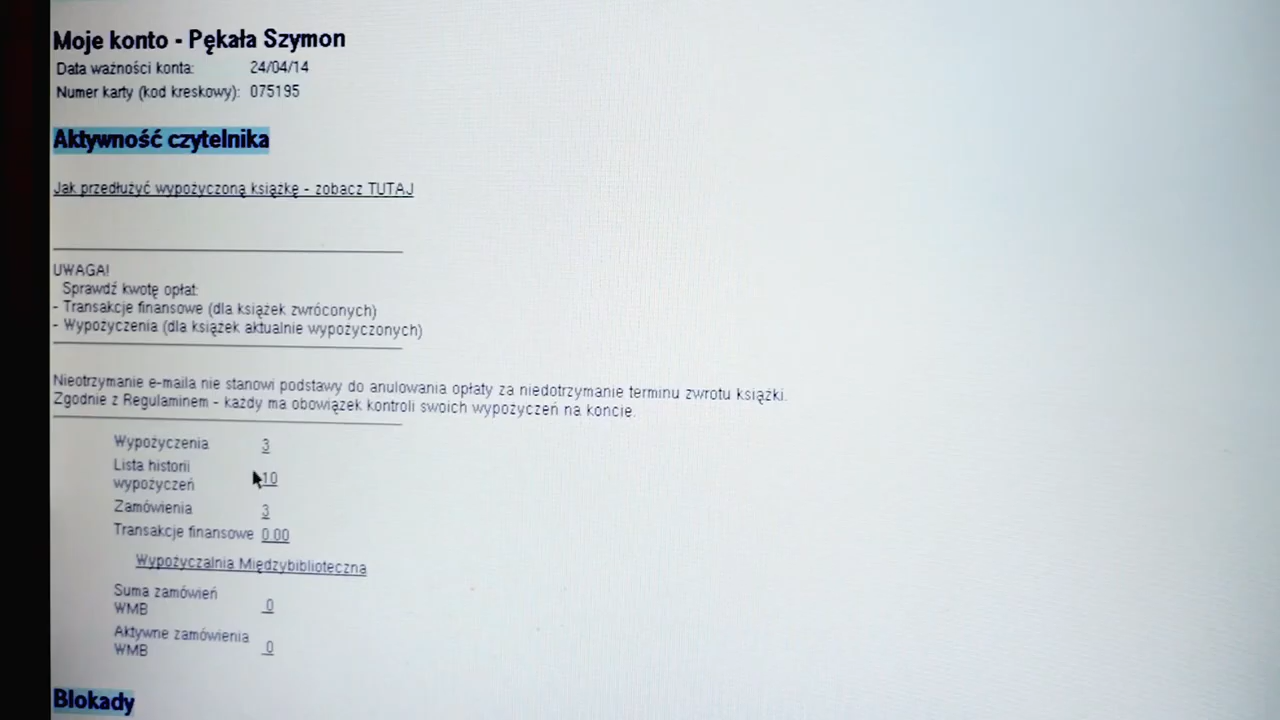 Moje konto - Pękała Szymon
Data ważności konta: 24/04/14
Numer karty (kod kreskowy): 075195
Aktywność czytelnika
Jak przedłużyć wypożyczoną książkę - zobacz TUTAJ
UWAGA!
Sprawdź kwotę opłat:
- Transakcje finansowe (dla książek zwróconych)
- Wypożyczenia (dla książek aktualnie wypożyczonych)
Nieotrzymanie e-maila nie stanowi podstawy do anulowania opłaty za niedotrzymanie terminu zwrotu książki.
Zgodnie z Regulaminem - każdy ma obowiązek kontroli swoich wypożyczeń na koncie.
Wypożyczenia 3
Lista historii
wypożyczeń 10
Zamówienia 3
Transakcje finansowe 0.00
Wypożyczalnia Międzybiblioteczna
Suma zamówień
WMB 0
Aktywne zamówienia
WMB 0
Blokady